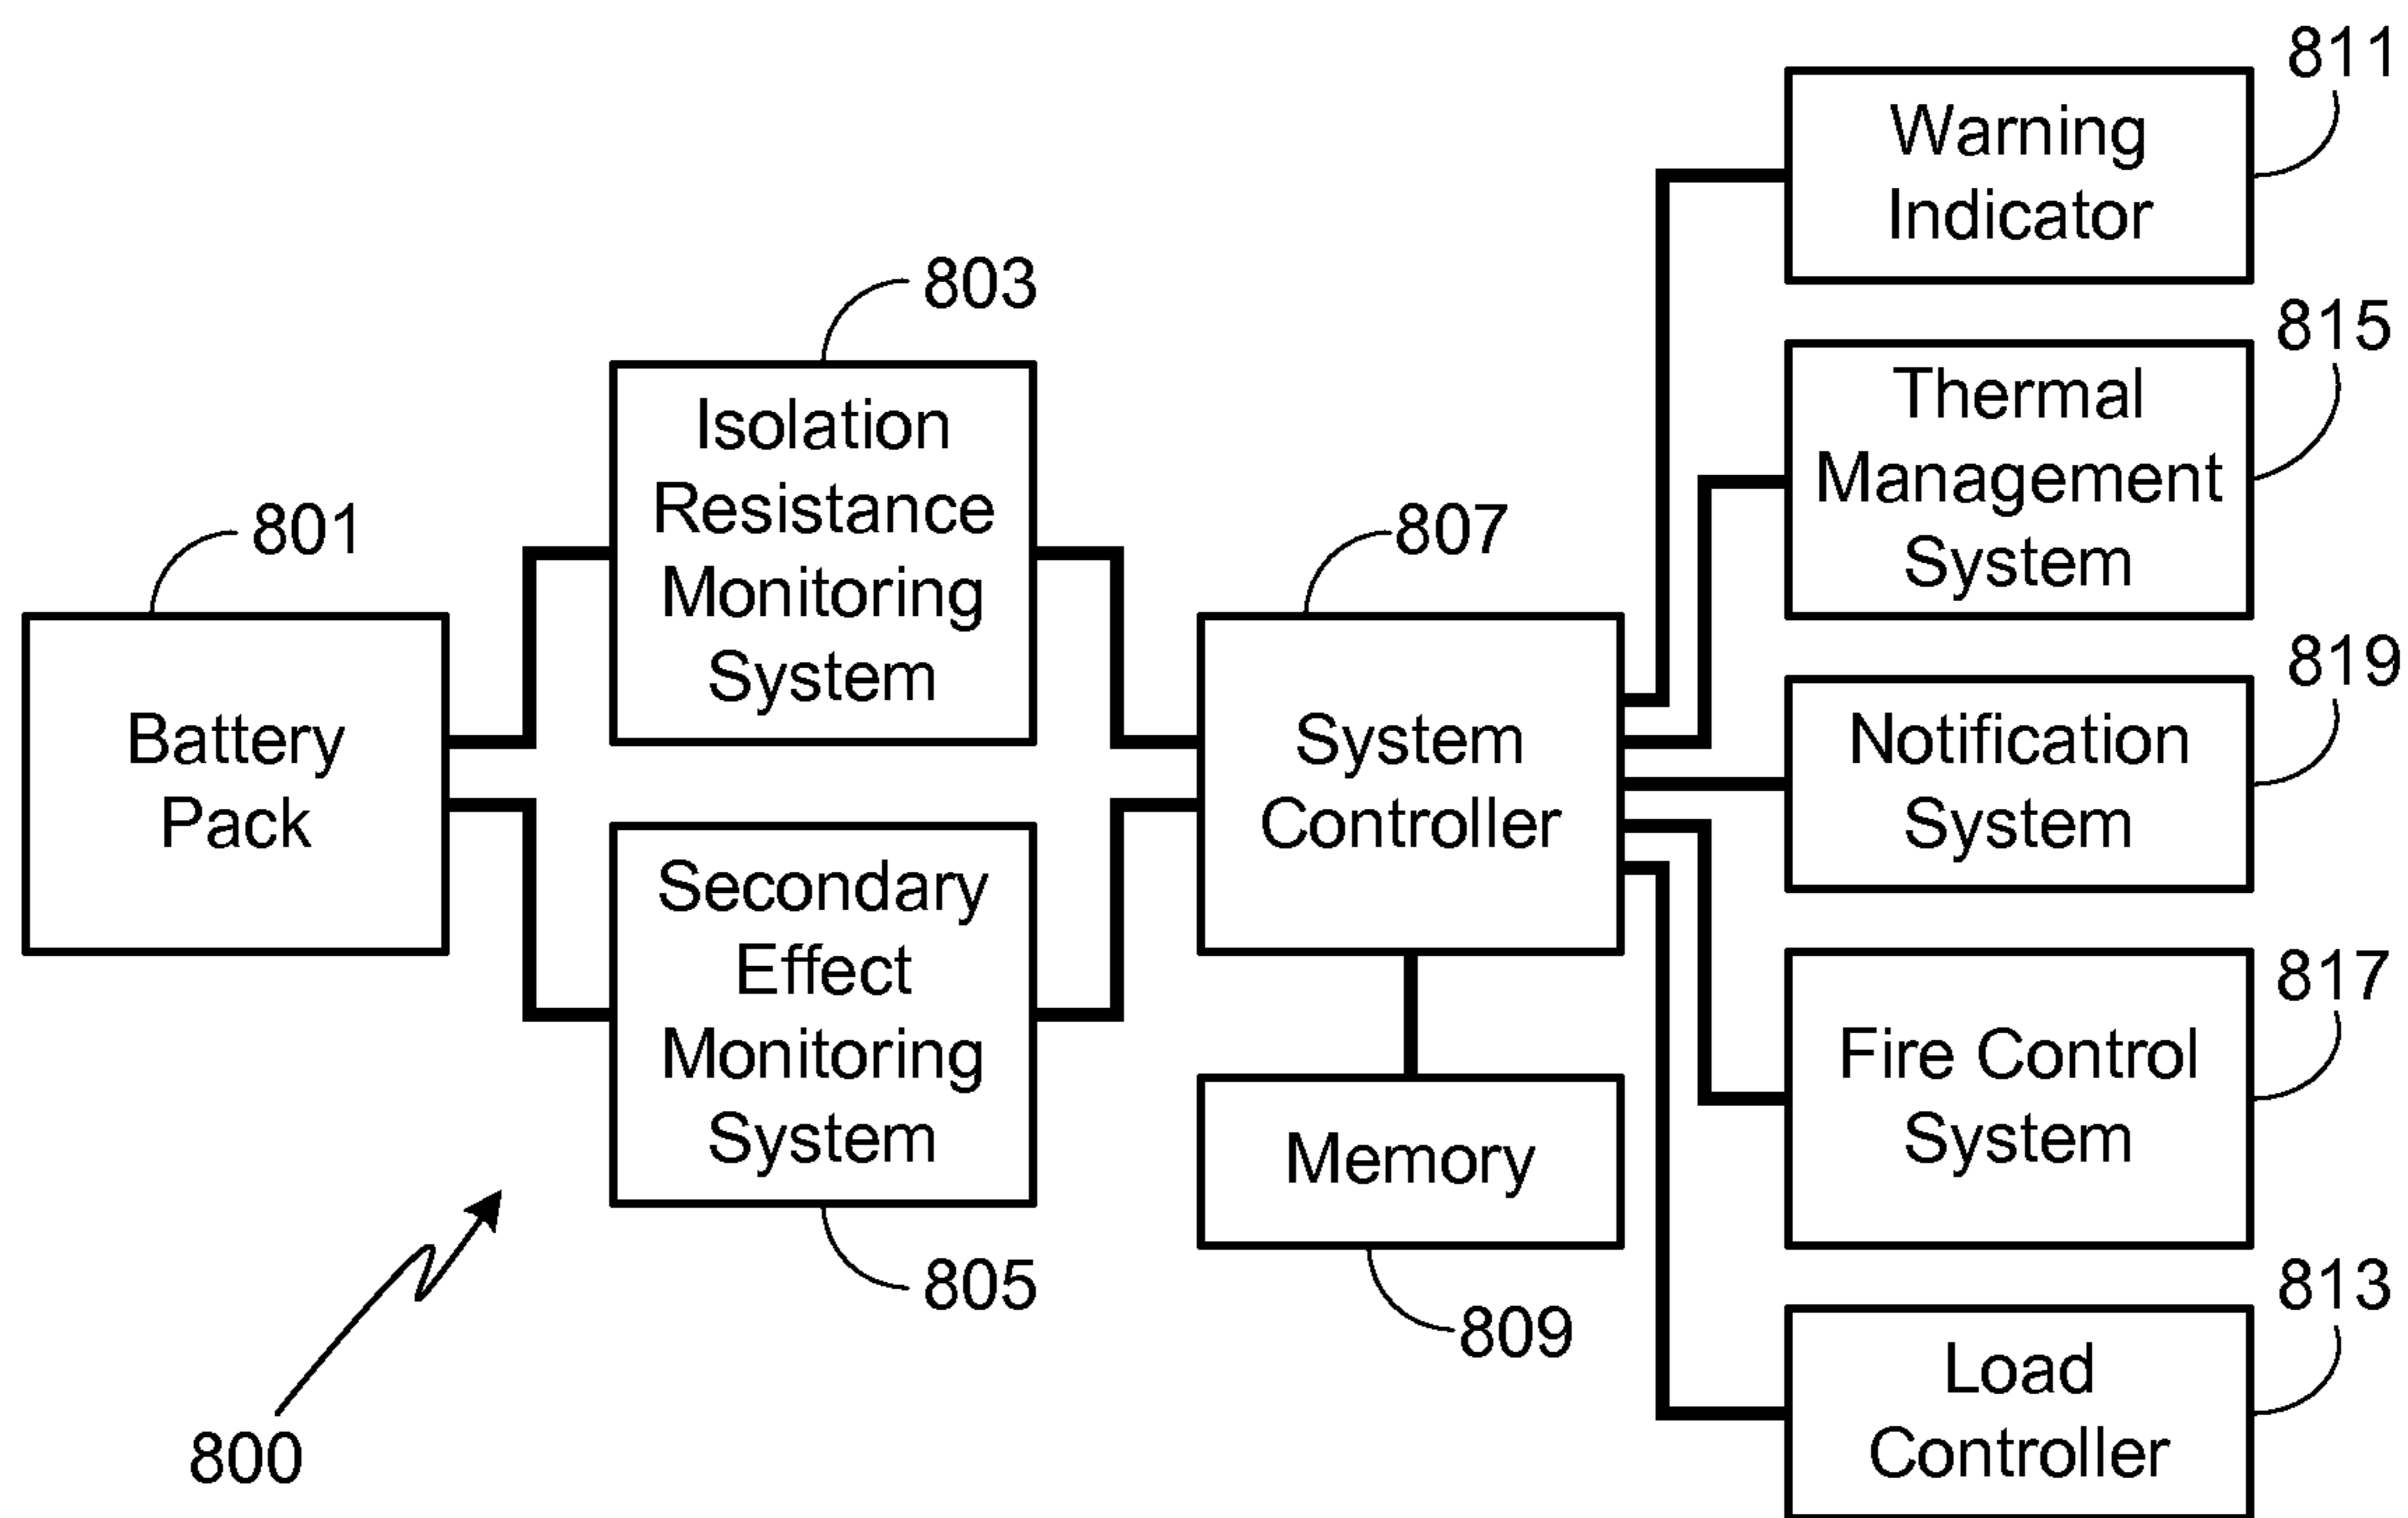 801
Battery
Pack
803
Isolation
Resistance
Monitoring
System
Secondary
Effect
Monitoring
System
805
800
807
System
Controller
Memory
809
811
Warning
Indicator
815
Thermal
Management
System
819
Notification
System
817
Fire Control
System
813
Load
Controller